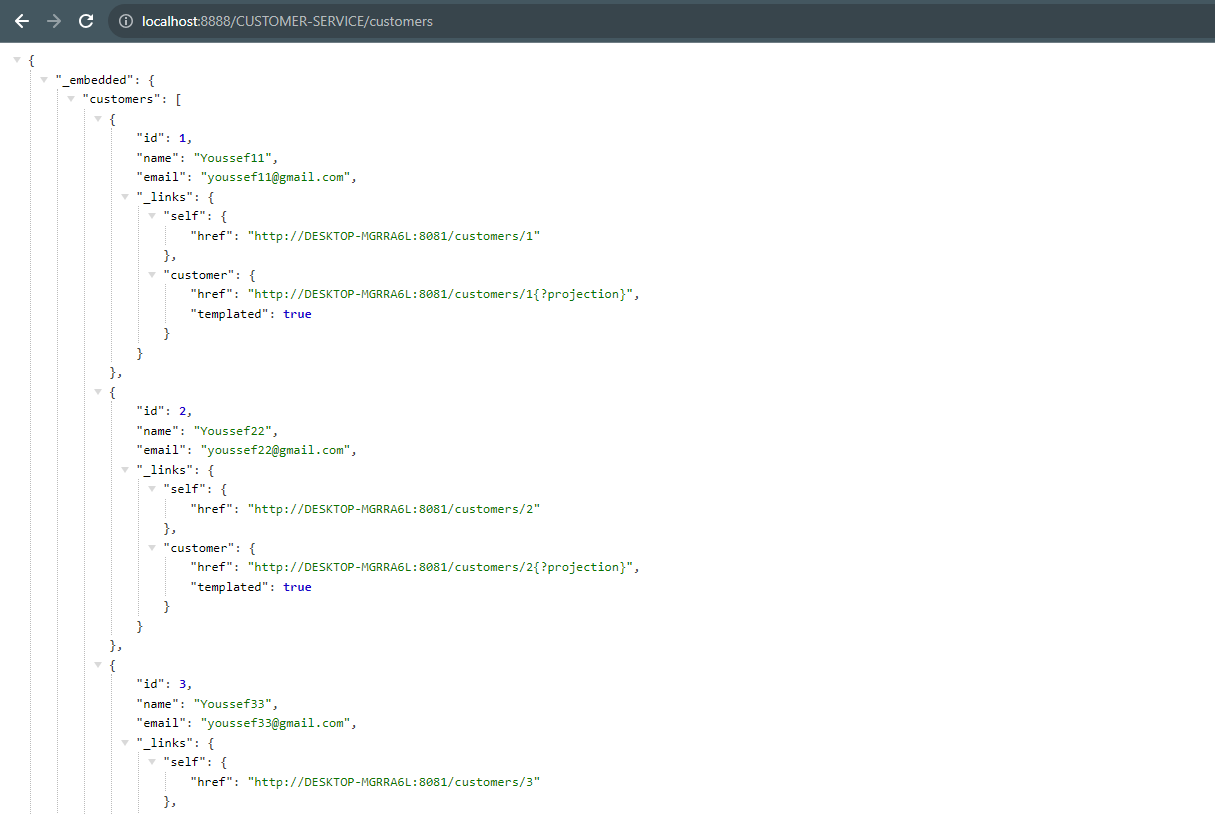 localhost:8888/CUSTOMER-SERVICE/customers
{
"_embedded": {
"customers": [
{
"id": 1,
"name": "Youssef11",
"email": "youssef11@gmail.com",
"_links": {
"self": {
"href": "http://DESKTOP-MGRRA6L:8081/customers/1"
},
"customer": {
"href": "http://DESKTOP-MGRRA6L:8081/customers/1{?projection}",
"templated": true
}
}
},
{
"id": 2,
"name": "Youssef22",
"email": "youssef22@gmail.com",
"_links": {
"self": {
"href": "http://DESKTOP-MGRRA6L:8081/customers/2"
},
"customer": {
"href": "http://DESKTOP-MGRRA6L:8081/customers/2{?projection}",
"templated": true
}
}
},
{
"id": 3,
"name": "Youssef33",
"email": "youssef33@gmail.com",
"_links": {
"self": {
"href": "http://DESKTOP-MGRRA6L:8081/customers/3"
},